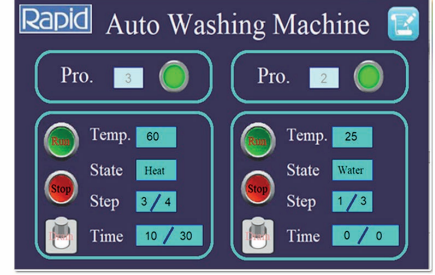 Rapid Auto Washing Machine
Pro. 3
Pro. 2
Run Temp. 60
State Heat
Stop
Step 3 / 4
Time 10 / 30
Run Temp. 25
State Water
Stop
Step 1 / 3
Time 0 / 0